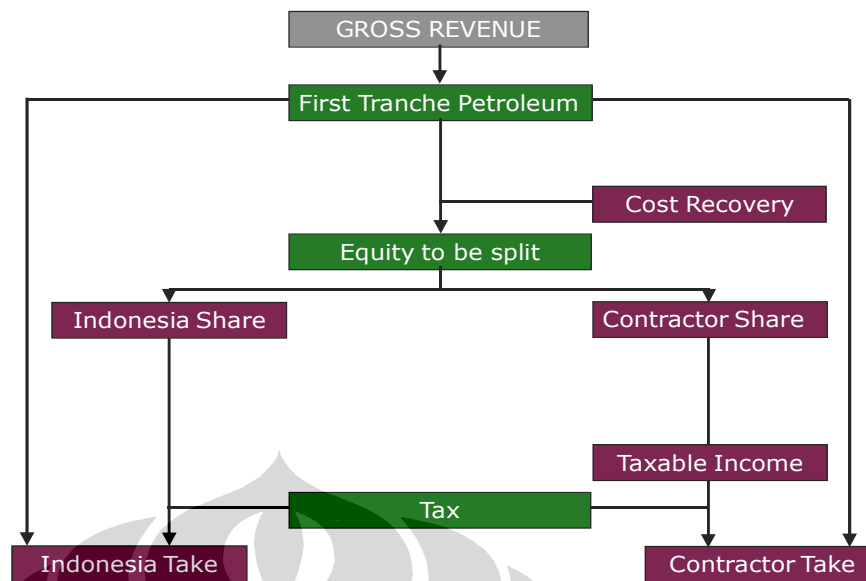 GROSS REVENUE
First Tranche Petroleum
Cost Recovery
Equity to be split
Indonesia Share
Contractor Share
Taxable Income
Tax
Indonesia Take
Contractor Take